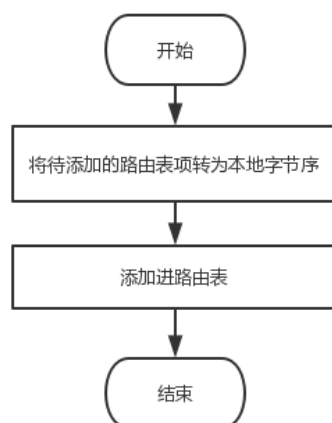 开始
将待添加的路由表项转为本地字节序
添加进路由表
结束